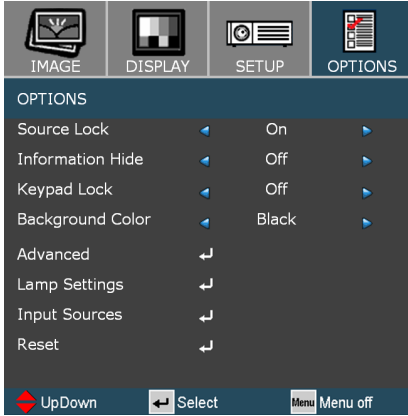 IMAGE DISPLAY SETUP OPTIONS
OPTIONS
Source Lock On
Information Hide Off
Keypad Lock Off
Background Color Black
Advanced
Lamp Settings
Input Sources
Reset
UpDown Select Menu Menu off